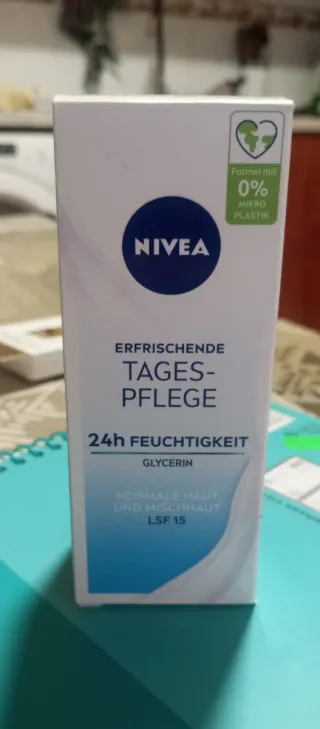 Formel mit
0%
MIKRO
PLASTIK
NIVEA
ERFRISCHENDE
TAGES-
PFLEGE
24h FEUCHTIGKEIT
GLYCERIN
NORMALE HAUT
UND MISCHHAUT
LSF 15